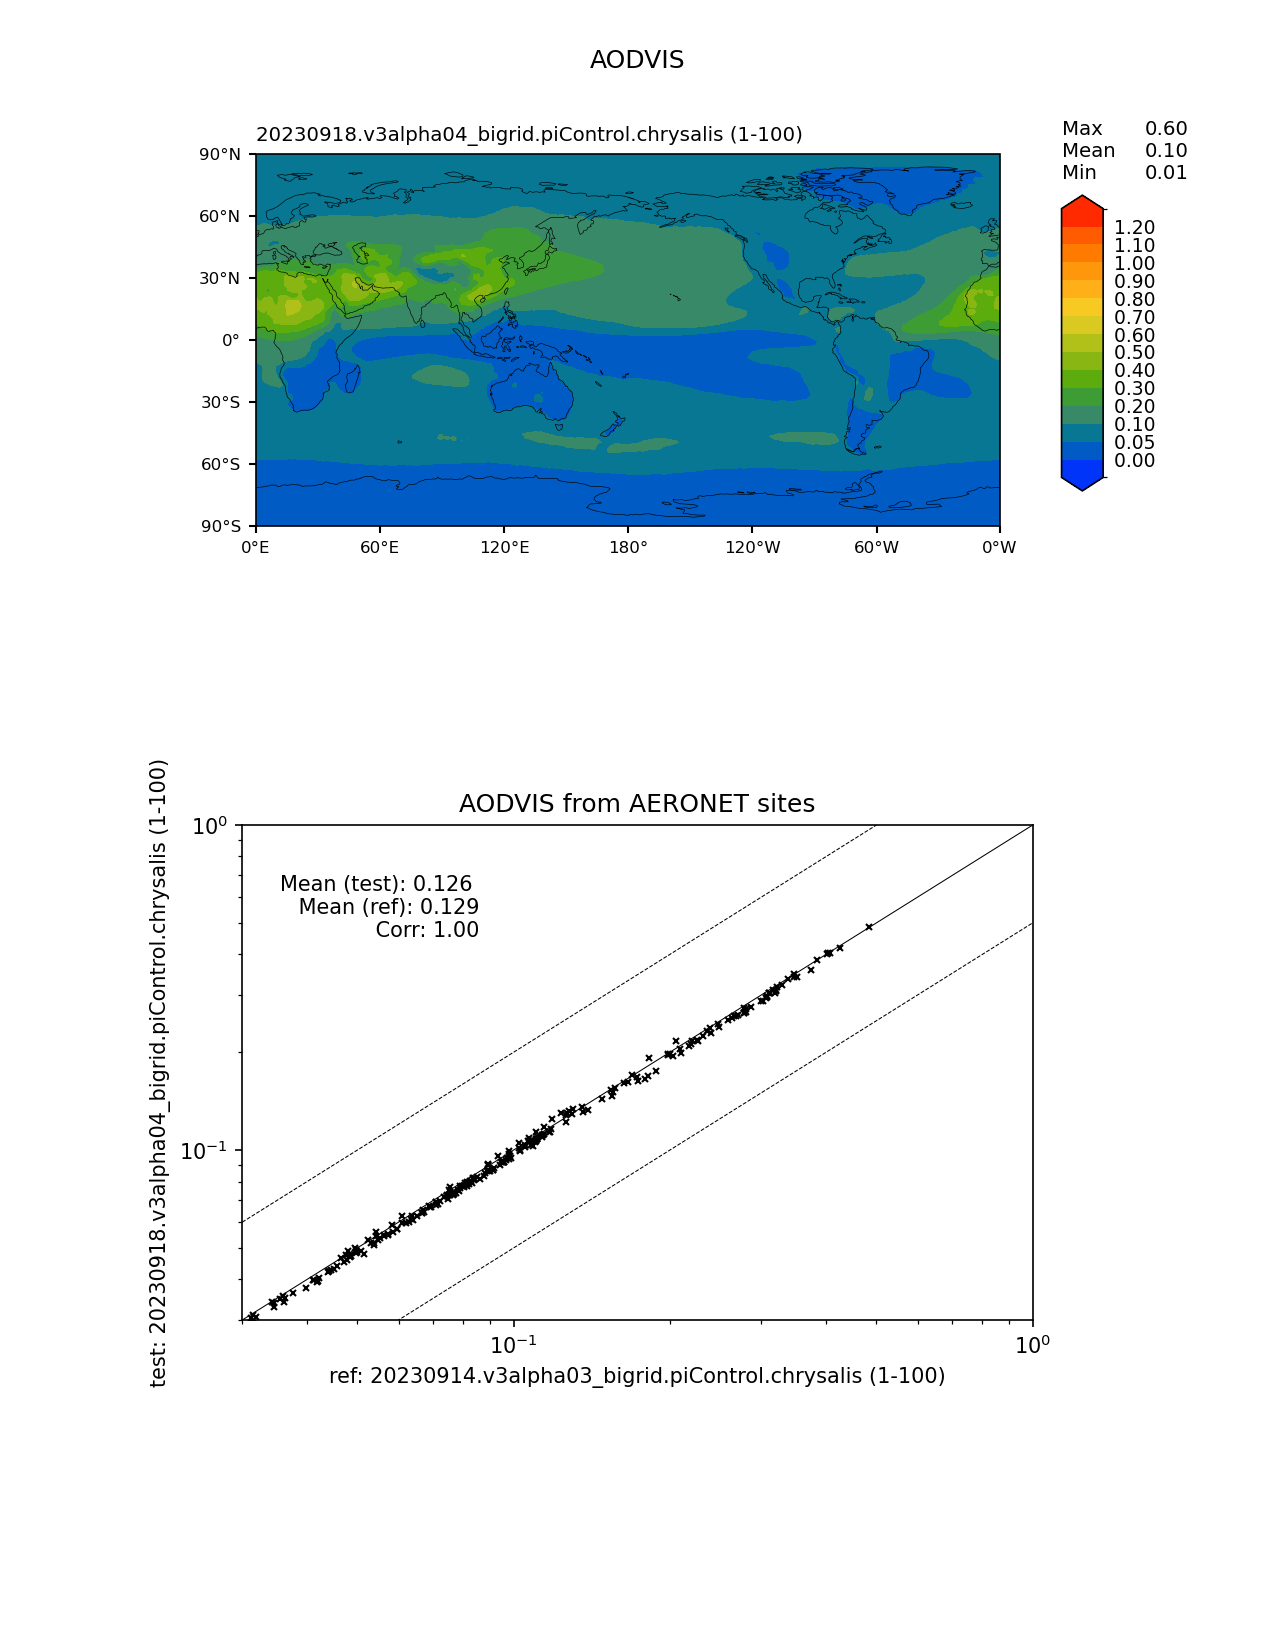 AODVIS
20230918.v3alpha04_bigrid.piControl.chrysalis (1-100)
Max 0.60
Mean 0.10
Min 0.01
90°N
60°N
30°N
0°
30°S
60°S
90°S
0°E 60°E 120°E 180° 120°W 60°W 0°W
1.20
1.10
1.00
0.90
0.80
0.70
0.60
0.50
0.40
0.30
0.20
0.10
0.05
0.00
AODVIS from AERONET sites
Mean (test): 0.126
Mean (ref): 0.129
Corr: 1.00
10⁰
10⁻¹
test: 20230918.v3alpha04_bigrid.piControl.chrysalis (1-100)
10⁻¹ 10⁰
ref: 20230914.v3alpha03_bigrid.piControl.chrysalis (1-100)